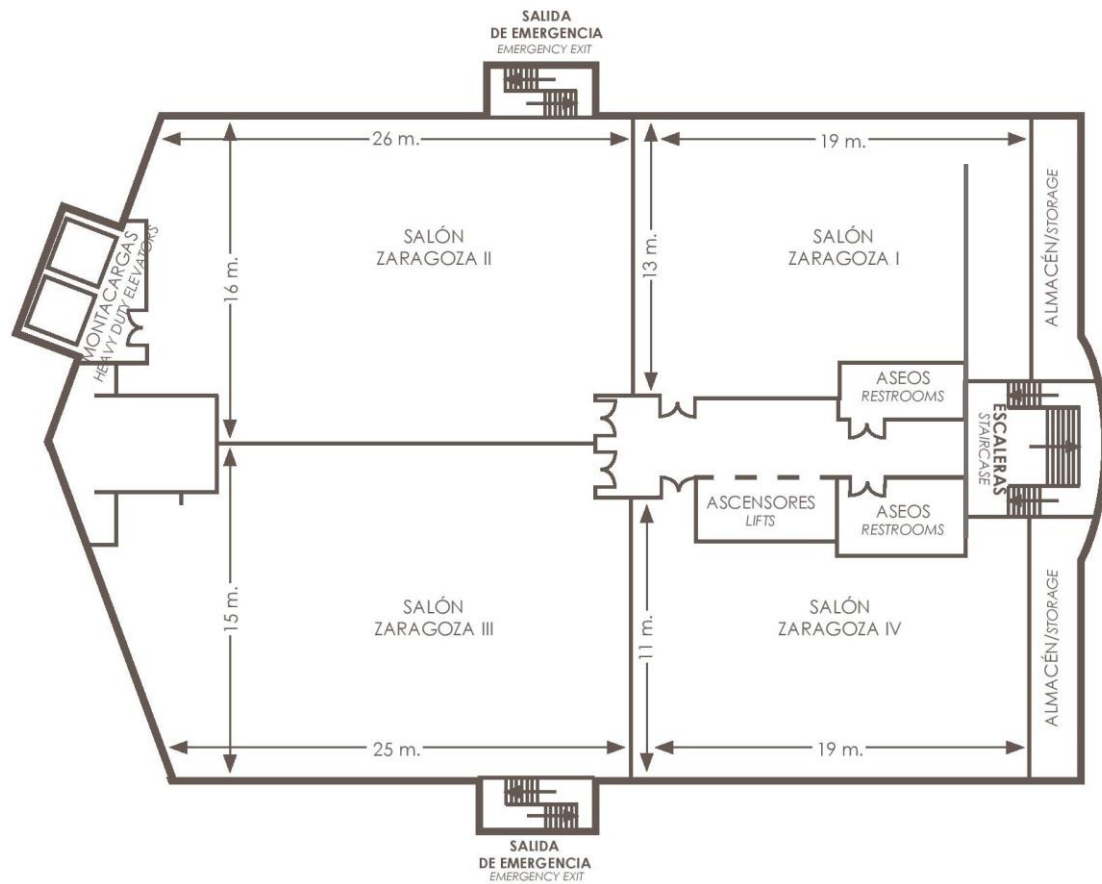 SALIDA
DE EMERGENCIA
EMERGENCY EXIT
26 m.
19 m.
16 m.
13 m.
SALÓN
ZARAGOZA II
SALÓN
ZARAGOZA I
ALMACÉN/STORAGE
MONTACARGAS
HEAVY DUTY ELEVATORS
ASEOS
RESTROOMS
ESCALERAS
STAIRCASE
ASCENSORES
LIFTS
ASEOS
RESTROOMS
SALÓN
ZARAGOZA III
SALÓN
ZARAGOZA IV
15 m.
11 m.
ALMACÉN/STORAGE
25 m.
19 m.
SALIDA
DE EMERGENCIA
EMERGENCY EXIT